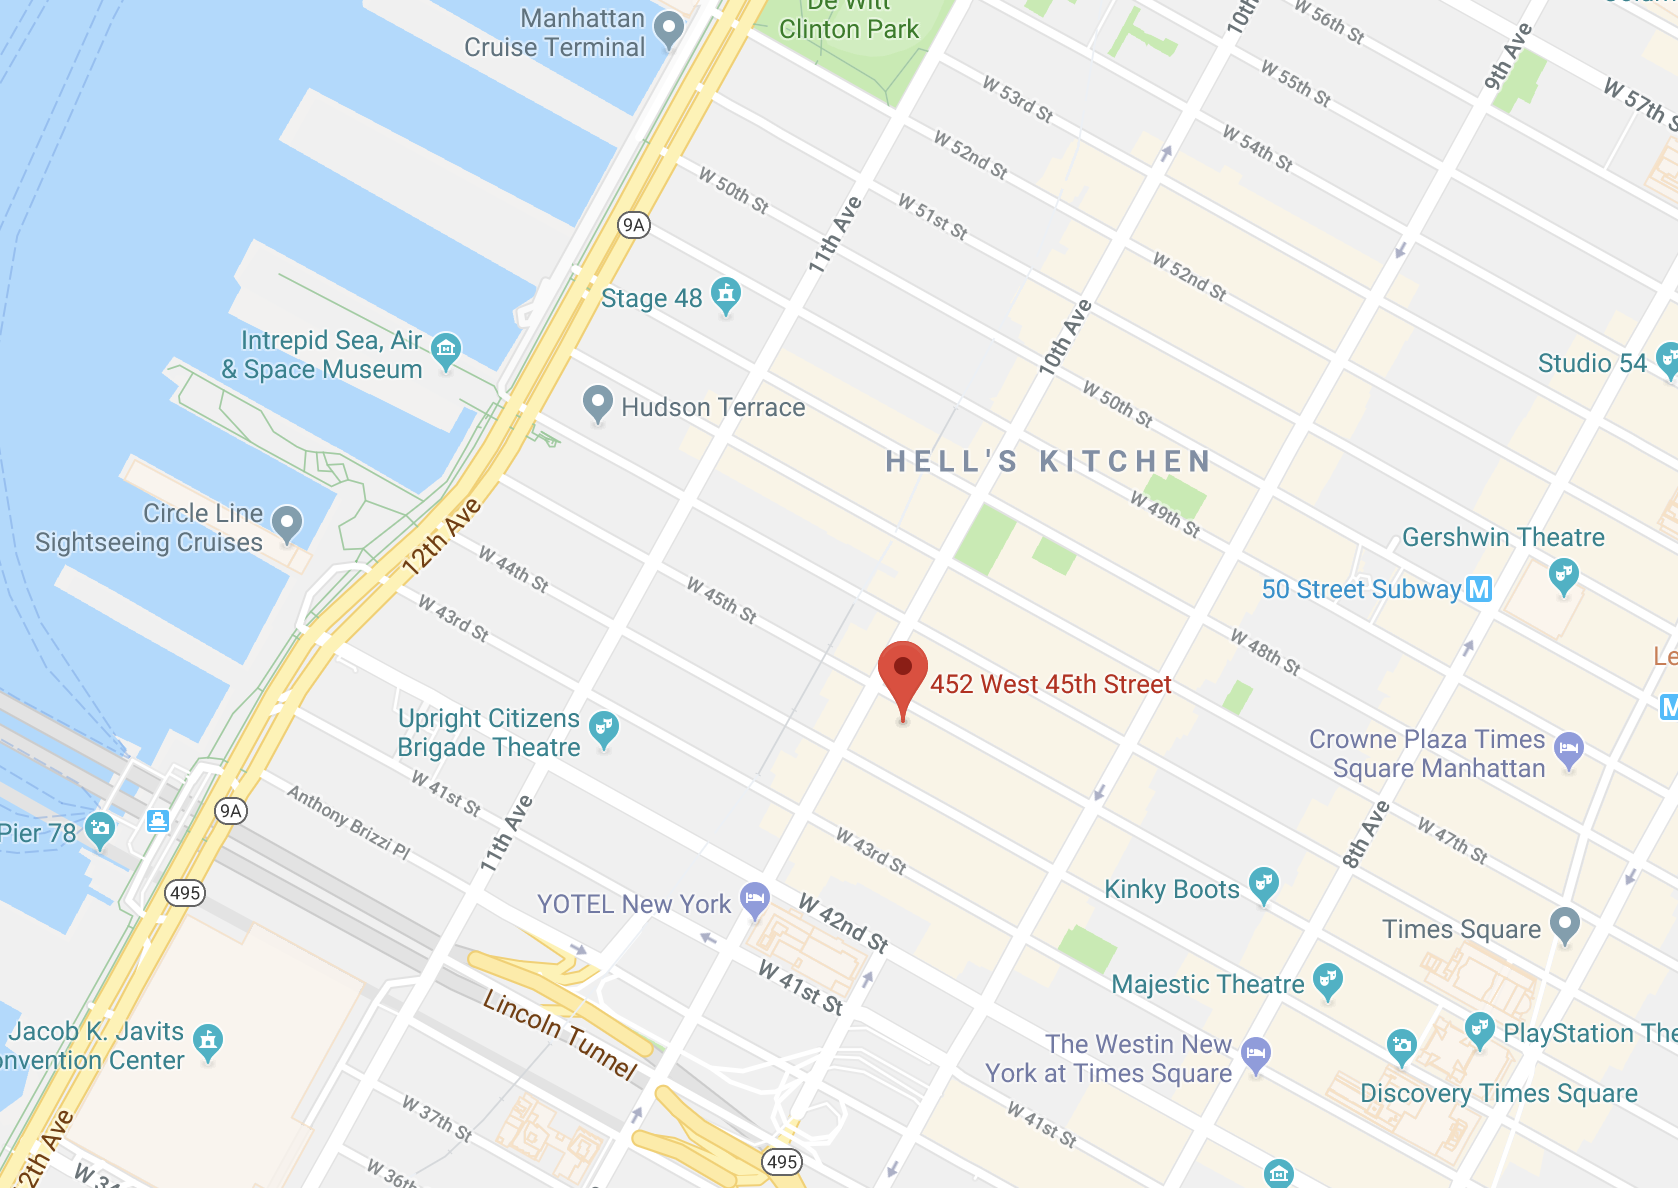 De Witt
Clinton Park
Manhattan
Cruise Terminal
10th
W 56th St
9th Ave
W 57th S
W 55th St
W 53rd St
W 54th St
W 52nd St
W 50th St
W 51st St
9A
11th Ave
W 52nd St
Stage 48
Intrepid Sea, Air
& Space Museum
10th Ave
Studio 54
Hudson Terrace
W 50th St
HELL'S KITCHEN
W 49th St
Circle Line
Sightseeing Cruises
12th Ave
Gershwin Theatre
W 44th St
50 Street Subway
M
W 45th St
W 43rd St
W 48th St
Le
452 West 45th Street
M
Upright Citizens
Brigade Theatre
Crowne Plaza Times
Square Manhattan
W 41st St
9A
Anthony Brizzi Pl
11th Ave
Pier 78
8th Ave
W 47th St
W 43rd St
495
YOTEL New York
Kinky Boots
W 42nd St
Times Square
W 41st St
Majestic Theatre
Lincoln Tunnel
Jacob K. Javits
onvention Center
PlayStation The
The Westin New
York at Times Square
Discovery Times Square
W 37th St
W 41st St
12th Ave
495
W 36th
W 34